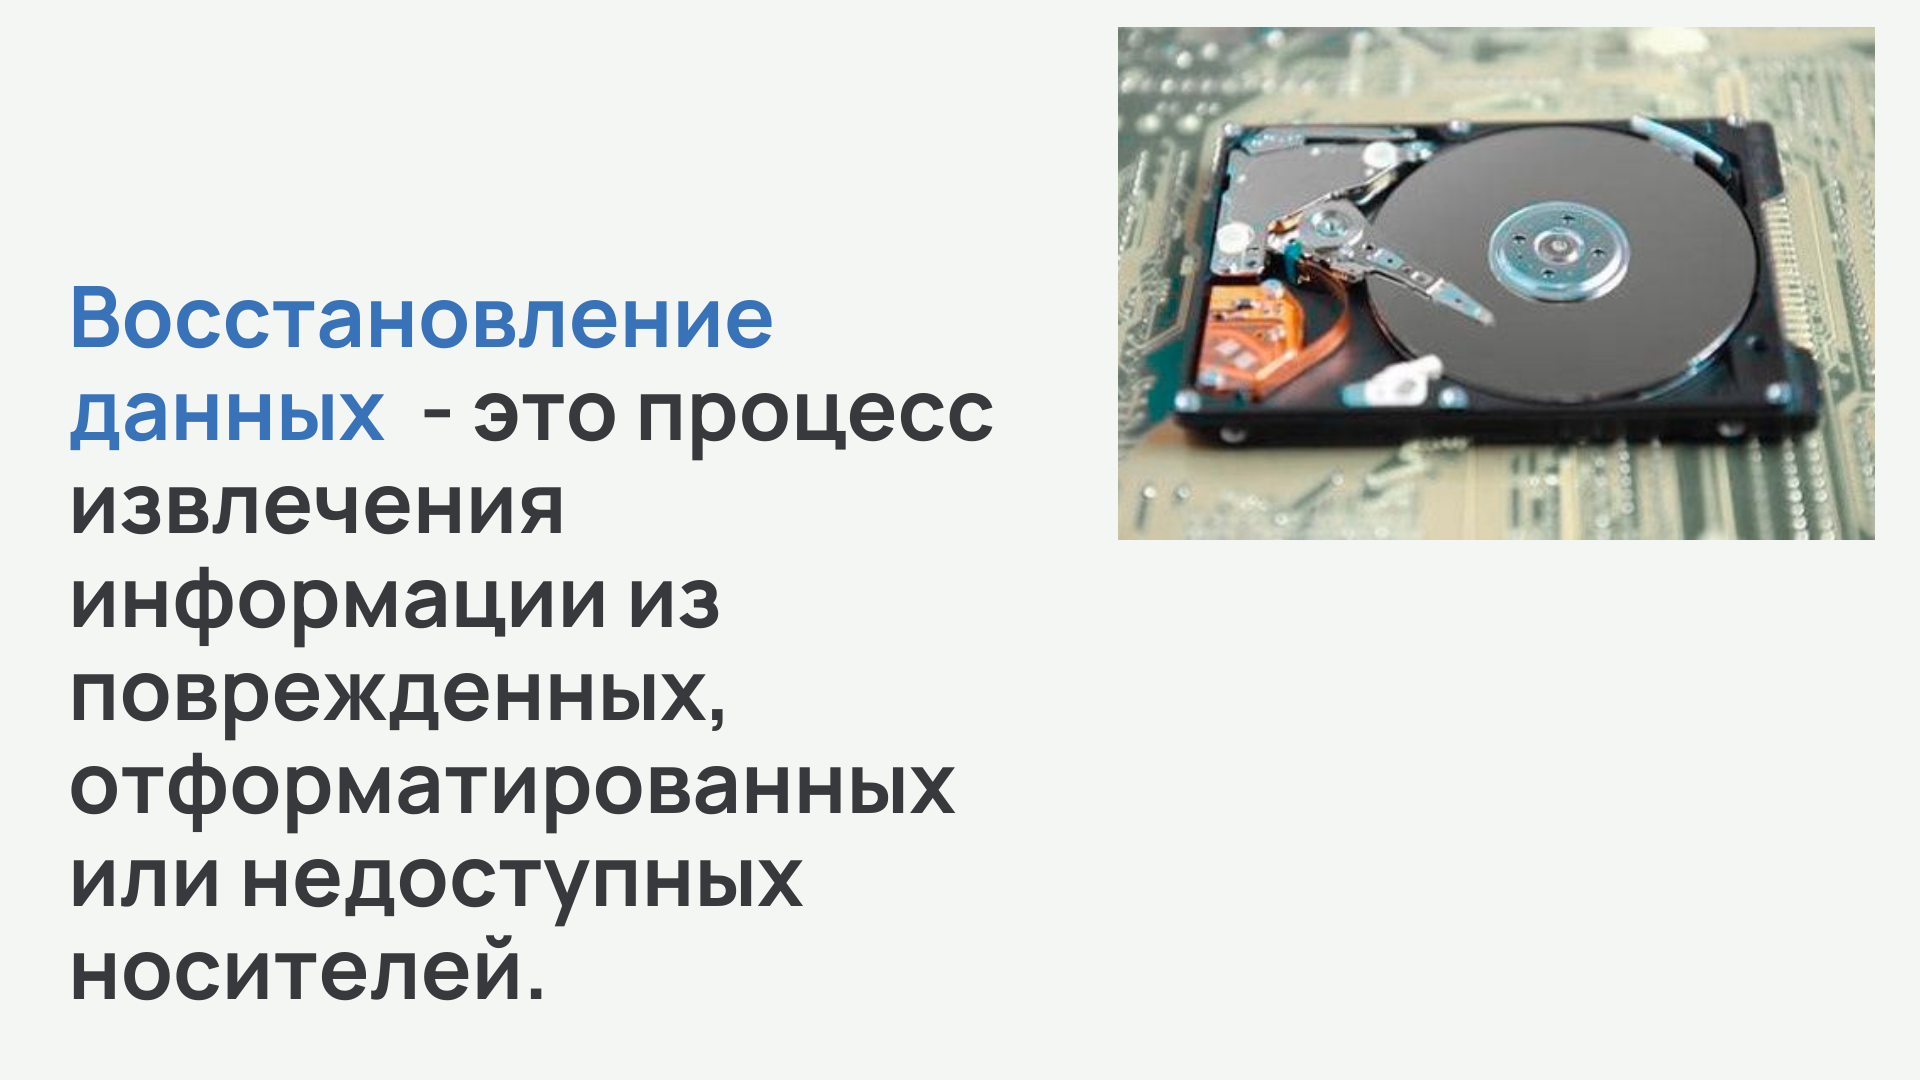 Восстановление
данных - это процесс
извлечения
информации из
поврежденных,
отформатированных
или недоступных
носителей.